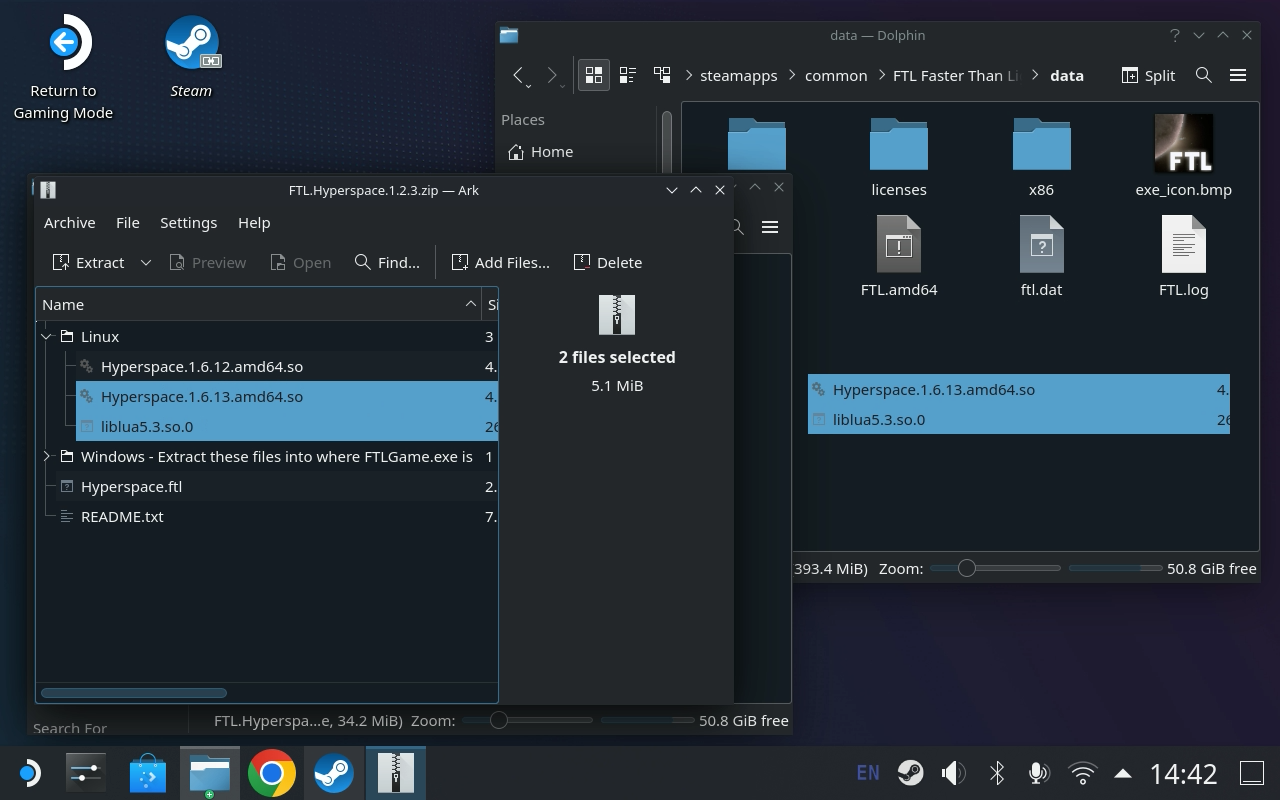 Return to
Gaming Mode
Steam
data — Dolphin
steamapps
common
FTL Faster Than Li
data
Split
Places
Home
licenses
x86
exe_icon.bmp
FTL
FTL.amd64
ftl.dat
FTL.log
Hyperspace.1.6.13.amd64.so 4.
liblua5.3.so.0 26
393.4 MiB) Zoom: 50.8 GiB free
FTL.Hyperspace.1.2.3.zip — Ark
Archive File Settings Help
Extract Preview Open Find... Add Files... Delete
Name Si
Linux 3
Hyperspace.1.6.12.amd64.so 4.
Hyperspace.1.6.13.amd64.so 4.
liblua5.3.so.0 26
Windows - Extract these files into where FTLGame.exe is 1
Hyperspace.ftl 2.
README.txt 7.
2 files selected
5.1 MiB
Search For
FTL.Hyperspa...e, 34.2 MiB) Zoom: 50.8 GiB free
EN 14:42